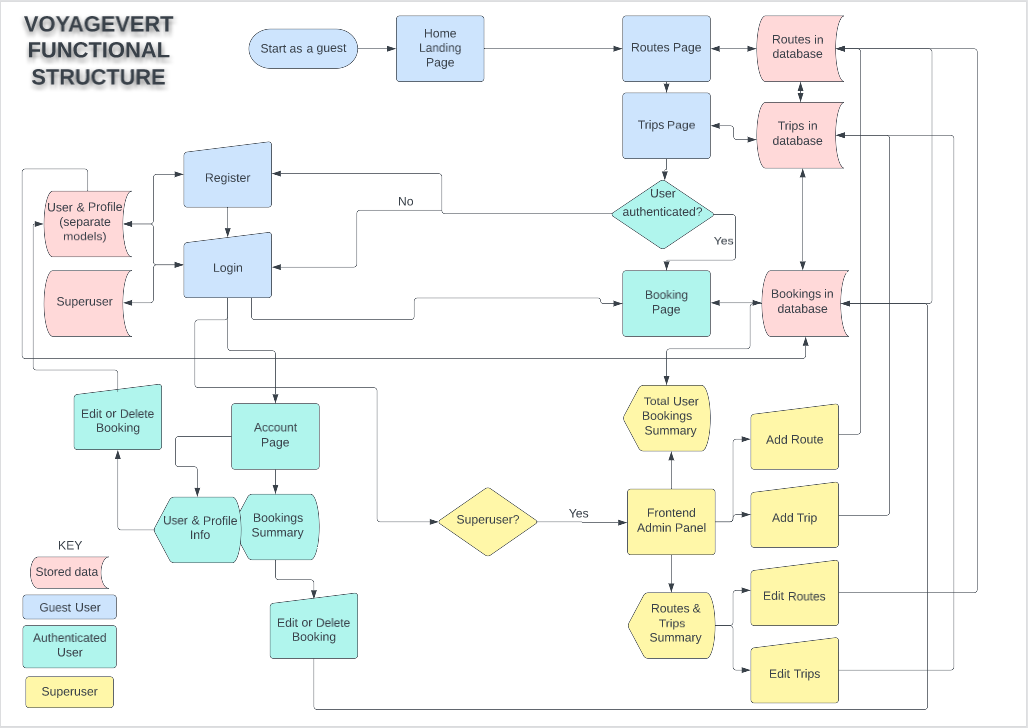 VOYAGEVERT
FUNCTIONAL
STRUCTURE
Start as a guest
Home
Landing
Page
Routes Page
Routes in
database
Trips Page
Trips in
database
Register
No
User
authenticated?
Yes
User & Profile
(separate
models)
Login
Superuser
Booking
Page
Bookings in
database
Edit or Delete
Booking
Account
Page
Total User
Bookings
Summary
Add Route
User & Profile
Info
Bookings
Summary
Superuser?
Yes
Frontend
Admin Panel
Add Trip
KEY
Stored data
Guest User
Authenticated
User
Superuser
Edit or Delete
Booking
Routes &
Trips
Summary
Edit Routes
Edit Trips